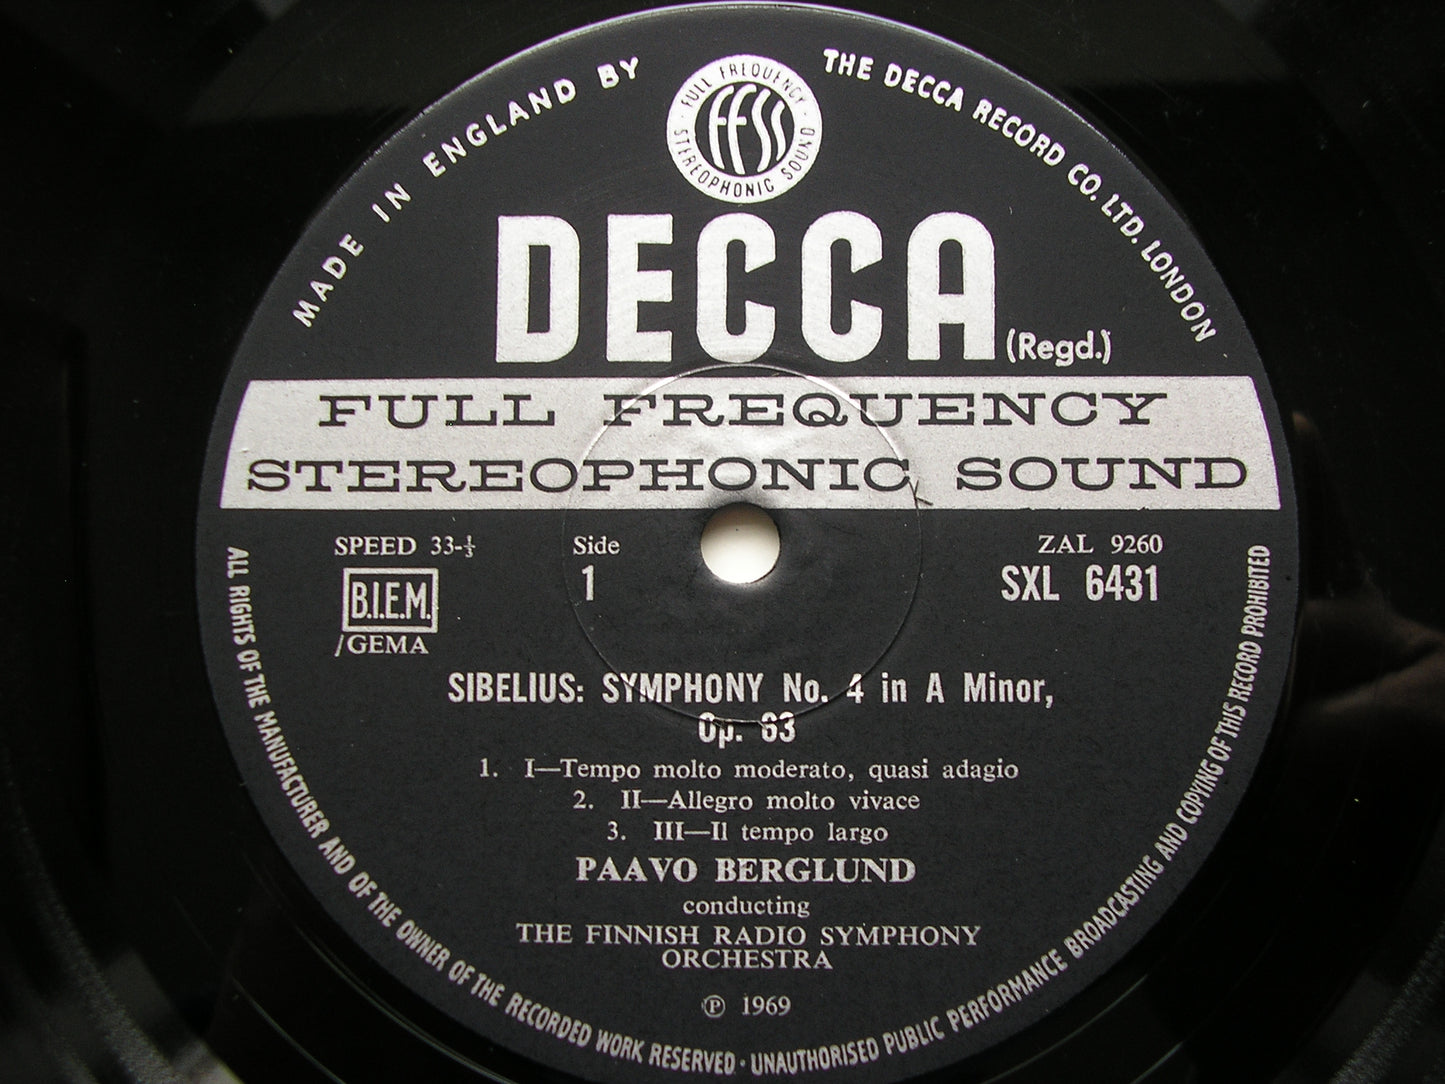 MADE IN ENGLAND BY
THE DECCA RECORD CO. LTD. LONDON
FULL FREQUENCY
ffss
STEREOPHONIC SOUND
DECCA
(Regd.)
FULL FREQUENCY
STEREOPHONIC SOUND
SPEED 33-⅓
Side
ZAL 9260
B.I.E.M.
1
SXL 6431
/GEMA
SIBELIUS: SYMPHONY No. 4 in A Minor,
Op. 63
1. I—Tempo molto moderato, quasi adagio
2. II—Allegro molto vivace
3. III—Il tempo largo
PAAVO BERGLUND
conducting
THE FINNISH RADIO SYMPHONY
ORCHESTRA
Ⓟ 1969
ALL RIGHTS OF THE MANUFACTURER AND OF THE OWNER OF THE RECORDED WORK RESERVED · UNAUTHORISED PUBLIC PERFORMANCE BROADCASTING AND COPYING OF THIS RECORD PROHIBITED